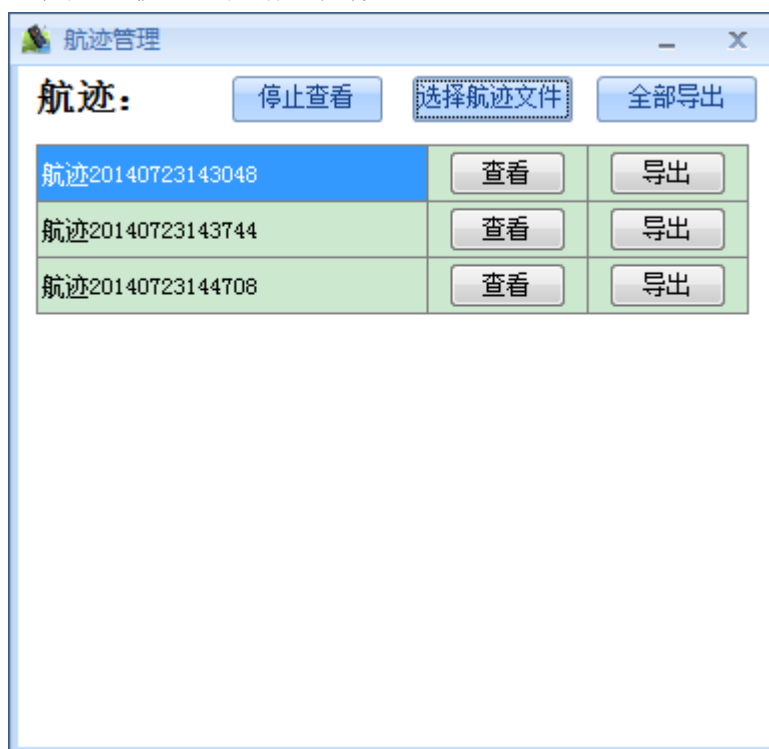 航迹管理
航迹： 停止查看 选择航迹文件 全部导出
航迹20140723143048 查看 导出
航迹20140723143744 查看 导出
航迹20140723144708 查看 导出